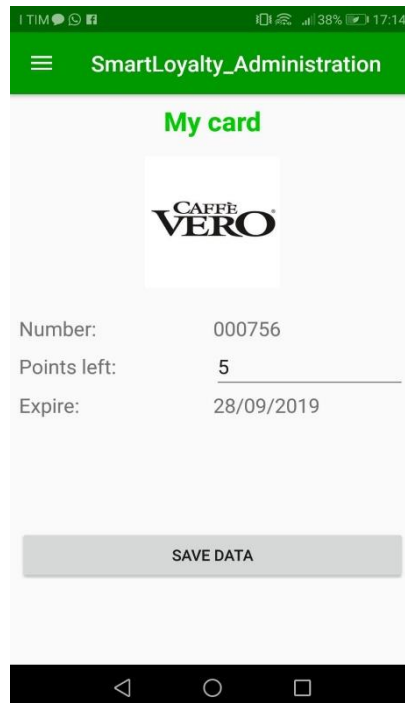 I TIM 38% 17:14
SmartLoyalty_Administration
My card
CAFFÈ
VERO
Number: 000756
Points left: 5
Expire: 28/09/2019
SAVE DATA